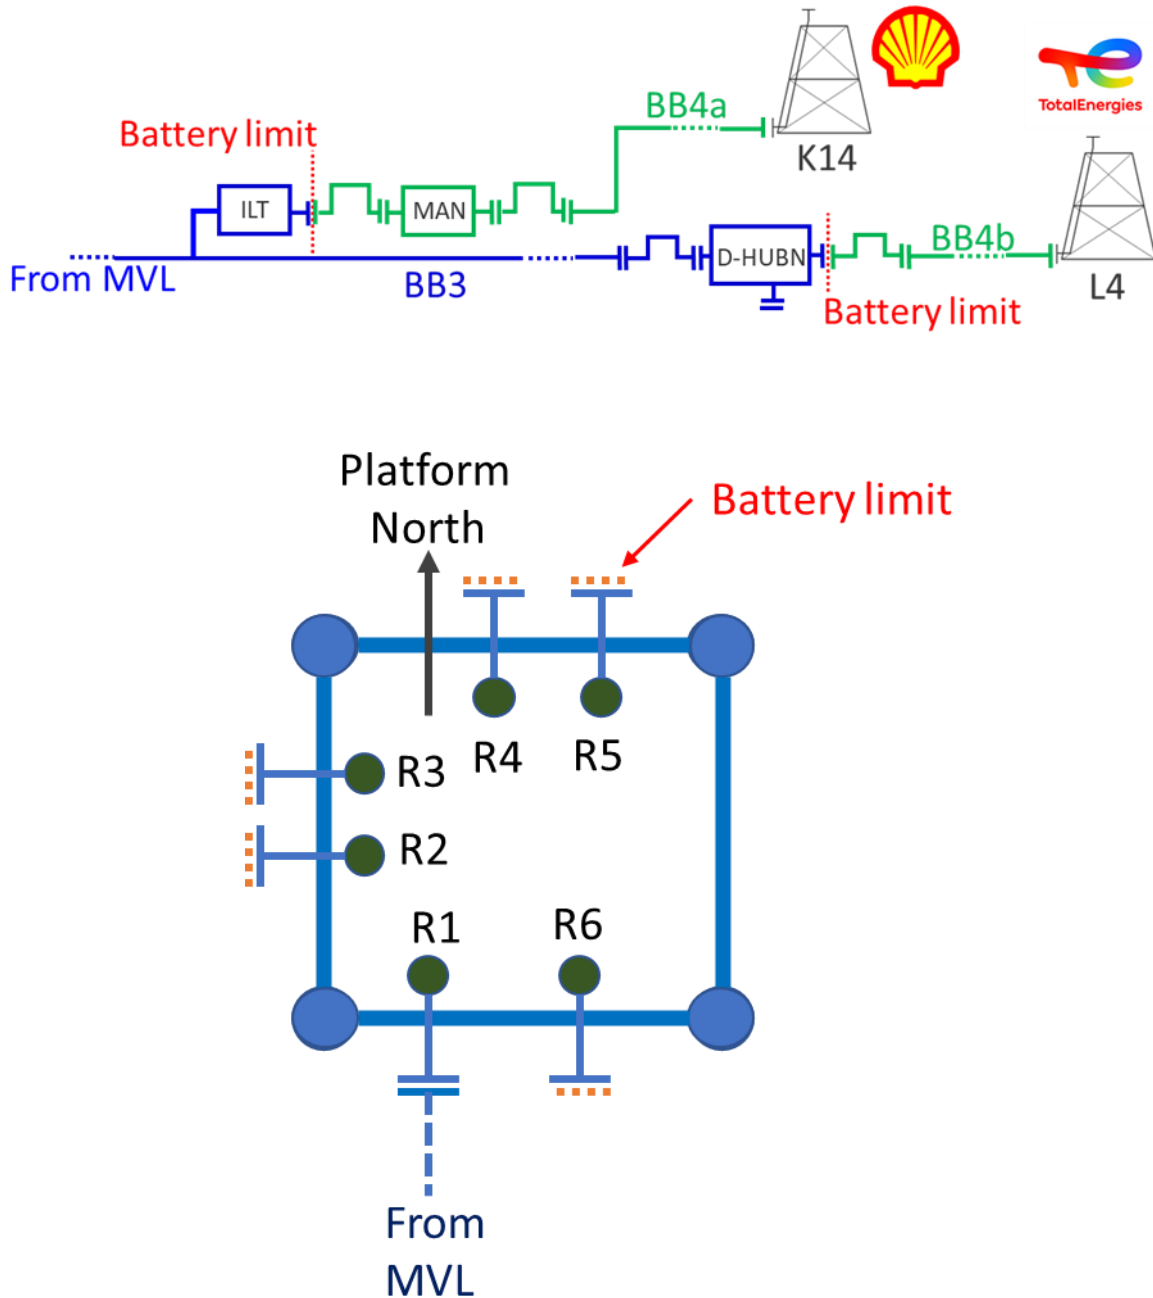 TotalEnergies
BB4a
Battery limit
K14
ILT
MAN
BB4b
D-HUBN
From MVL
BB3
L4
Battery limit
Platform
North
Battery limit
R3
R4
R5
R2
R1
R6
From
MVL